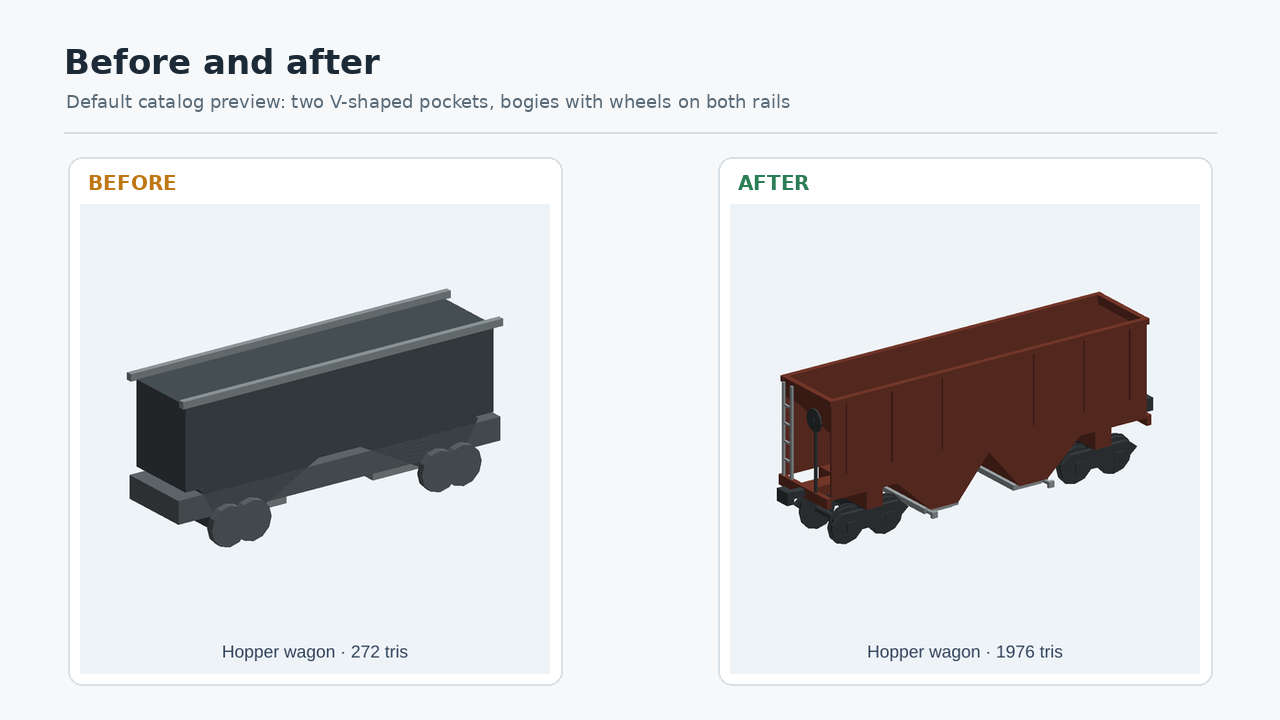 Before and after
Default catalog preview: two V-shaped pockets, bogies with wheels on both rails
BEFORE
AFTER
Hopper wagon · 272 tris
Hopper wagon · 1976 tris